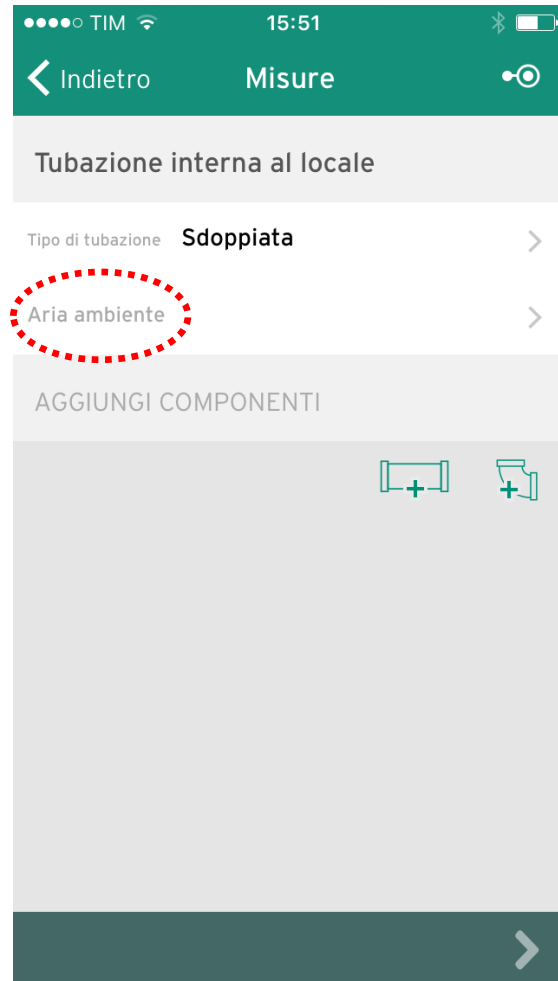 TIM 15:51
Indietro Misure
Tubazione interna al locale
Tipo di tubazione Sdoppiata
Aria ambiente
AGGIUNGI COMPONENTI